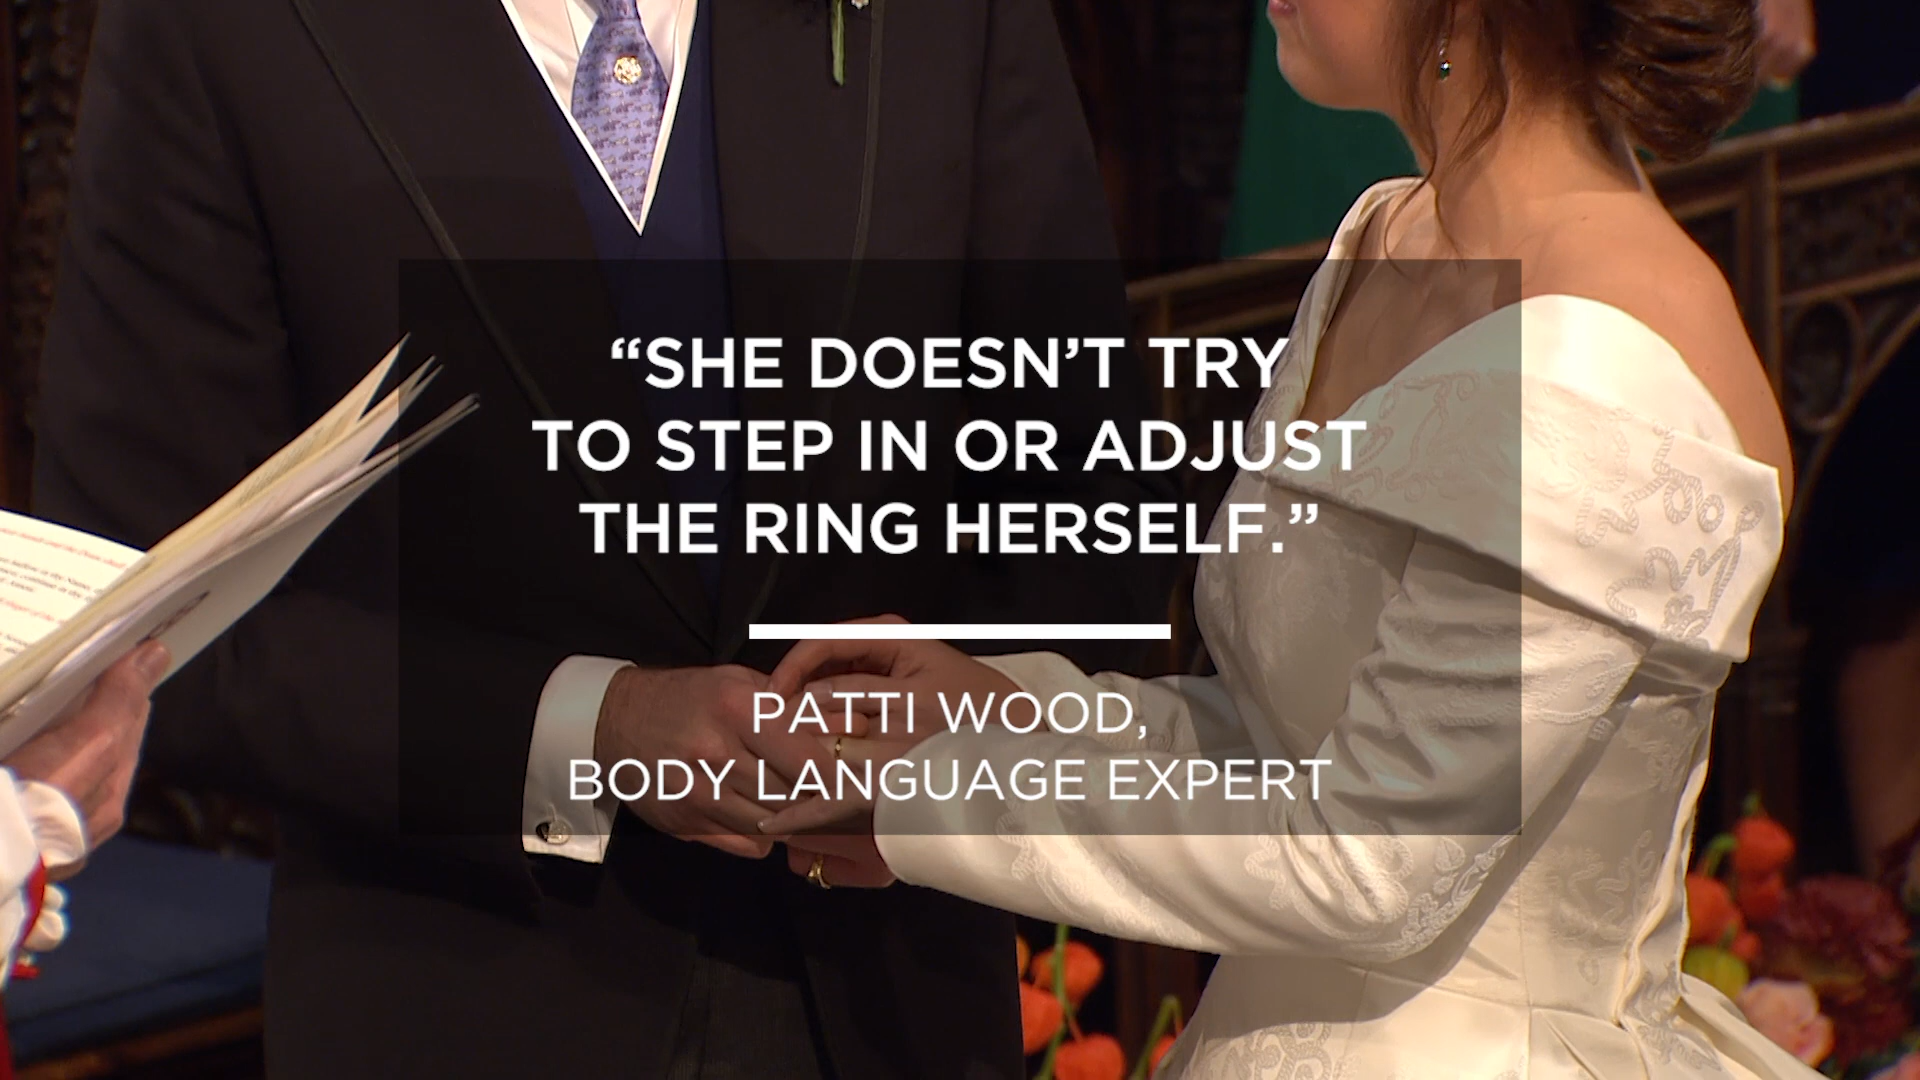 “SHE DOESN’T TRY
TO STEP IN OR ADJUST
THE RING HERSELF.”
PATTI WOOD,
BODY LANGUAGE EXPERT